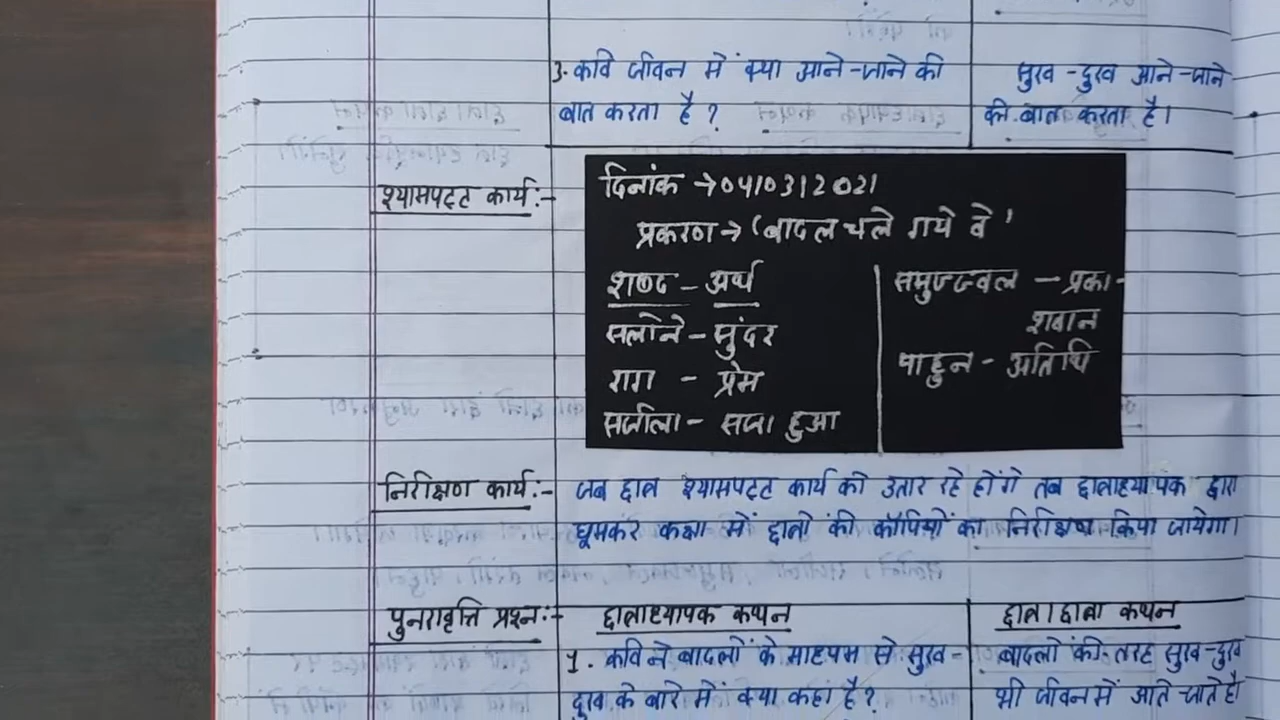 3. कवि जीवन में क्या आने-जाने की
बात करता है?
सुख-दुख आने-जाने
की बात करता है।
श्यामपट्ट कार्य:-
दिनांक → 04/03/2021
प्रकरण → 'बादल चले गये वे'
शब्द - अर्थ
सलोने - सुंदर
राग - प्रेम
सजीला - सजा हुआ
समुज्ज्वल - प्रका-
शवान
पाहुन - अतिथि
निरीक्षण कार्य:-
जब छात्र श्यामपट्ट कार्य को उतार रहे होंगे तब छात्राध्यापक द्वारा
घूमकर कक्षा में छात्रों की कॉपियों का निरीक्षण किया जायेगा।
पुनरावृत्ति प्रश्न:-
छात्राध्यापक कथन
छात्र/छात्रा कथन
1. कवि ने बादलों के माध्यम से सुख-
दुख के बारे में क्या कहा है?
बादलों की तरह सुख-दुख
भी जीवन में आते जाते है